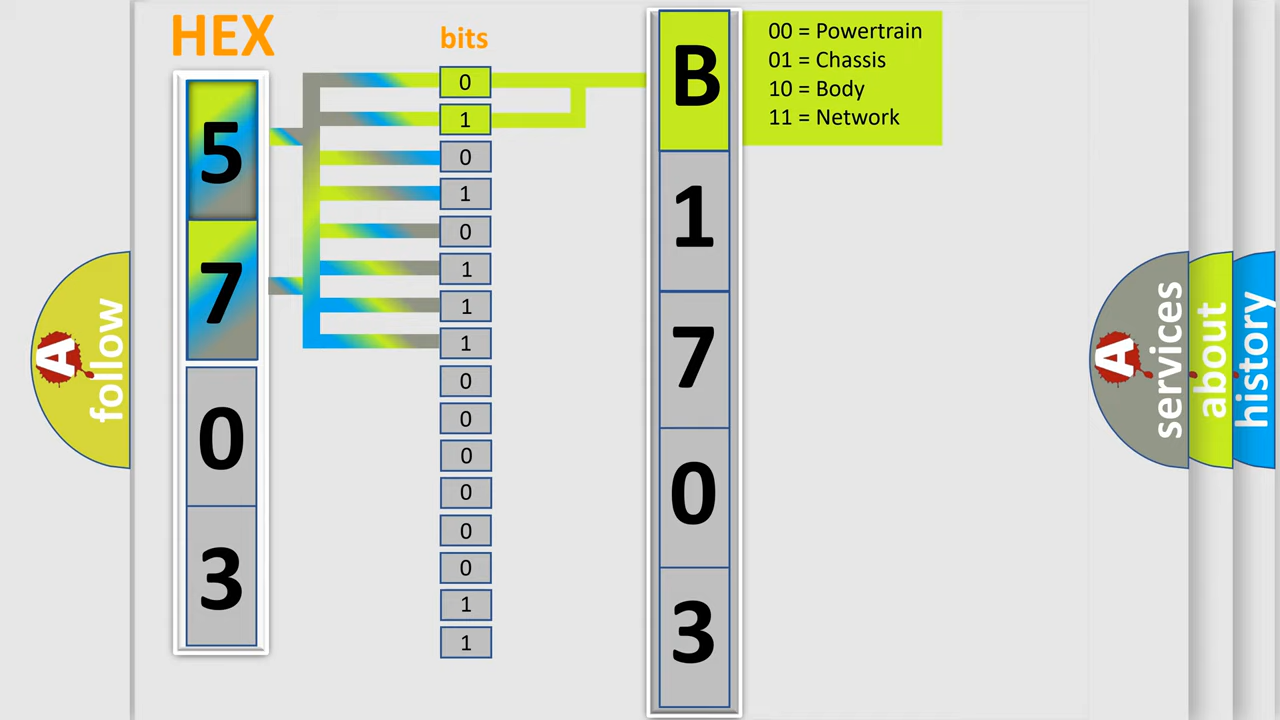 HEX
bits
5
7
0
3
0
1
0
1
0
1
1
1
0
0
0
0
0
0
1
1
B
1
7
0
3
00 = Powertrain
01 = Chassis
10 = Body
11 = Network
A
follow
A
services
about
history